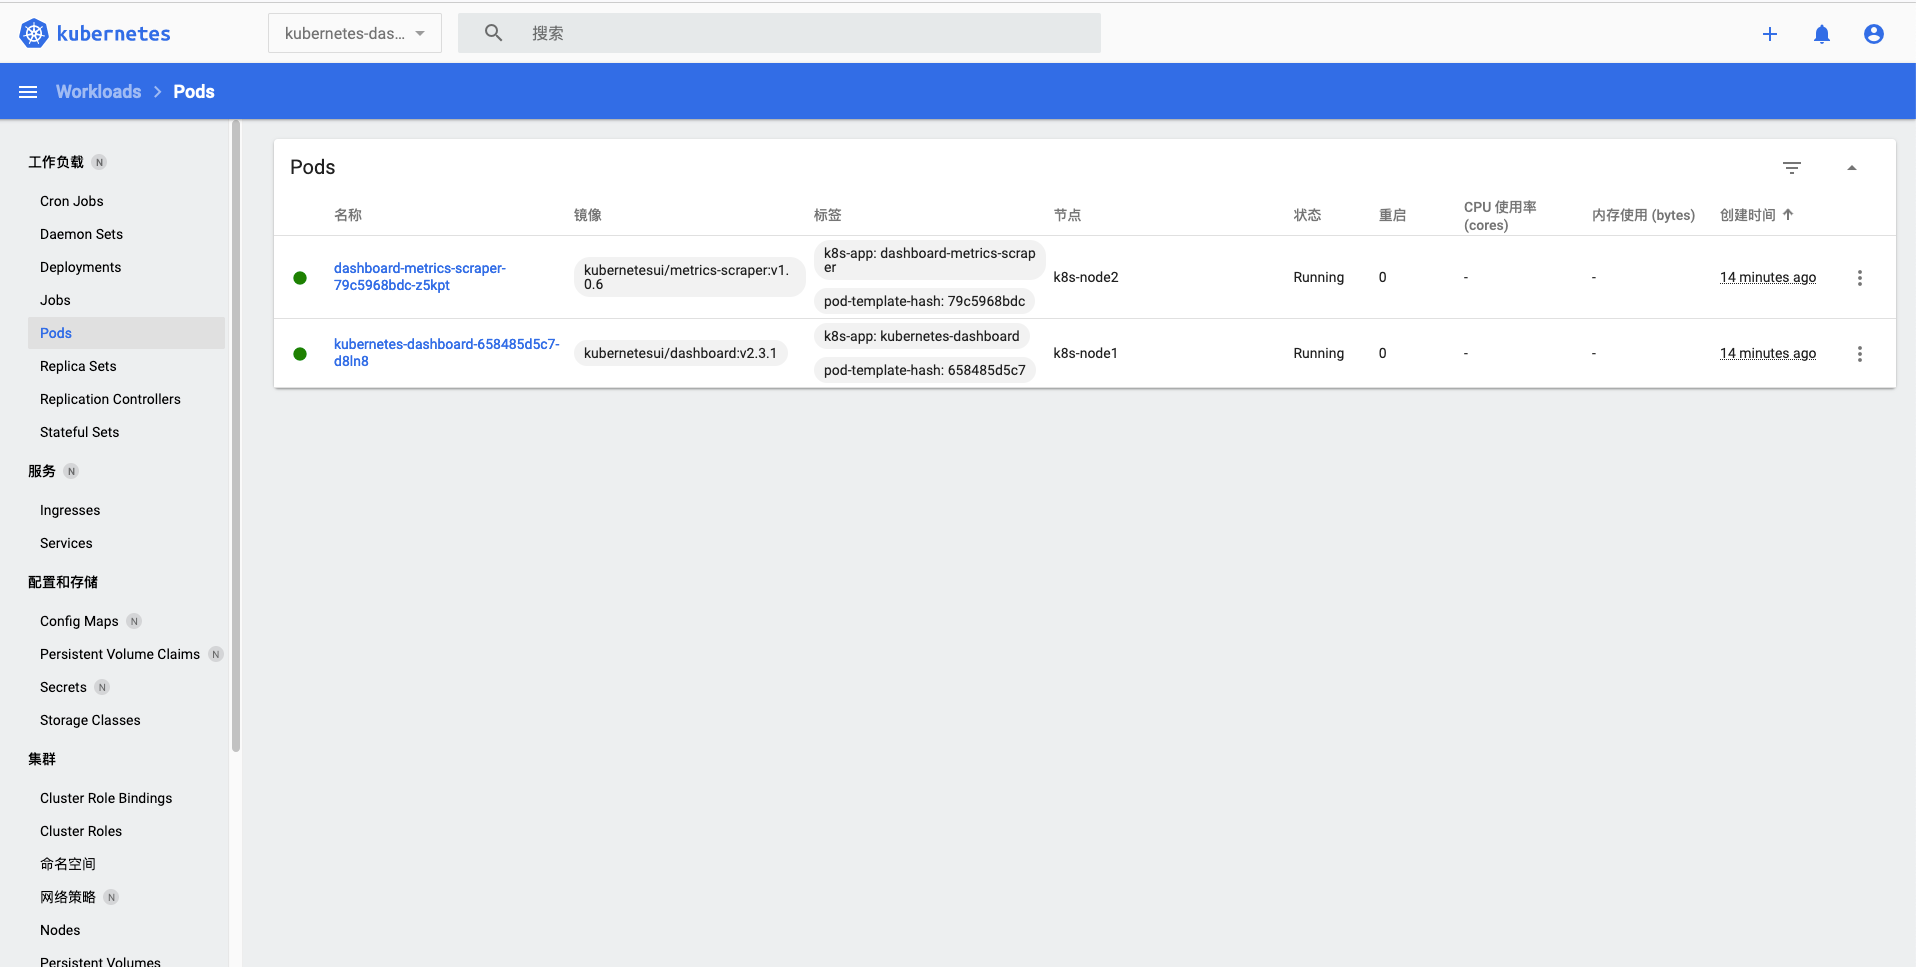 kubernetes
kubernetes-das...
搜索
Workloads
Pods
工作负载 N
Cron Jobs
Daemon Sets
Deployments
Jobs
Pods
Replica Sets
Replication Controllers
Stateful Sets
服务 N
Ingresses
Services
配置和存储
Config Maps N
Persistent Volume Claims N
Secrets N
Storage Classes
集群
Cluster Role Bindings
Cluster Roles
命名空间
网络策略 N
Nodes
Persistent Volumes
Pods
名称
镜像
标签
节点
状态
重启
CPU 使用率
(cores)
内存使用 (bytes)
创建时间
dashboard-metrics-scraper-
79c5968bdc-z5kpt
kubernetesui/metrics-scraper:v1.
0.6
k8s-app: dashboard-metrics-scrap
er
pod-template-hash: 79c5968bdc
k8s-node2
Running
0
-
-
14 minutes ago
kubernetes-dashboard-658485d5c7-
d8ln8
kubernetesui/dashboard:v2.3.1
k8s-app: kubernetes-dashboard
pod-template-hash: 658485d5c7
k8s-node1
Running
0
-
-
14 minutes ago